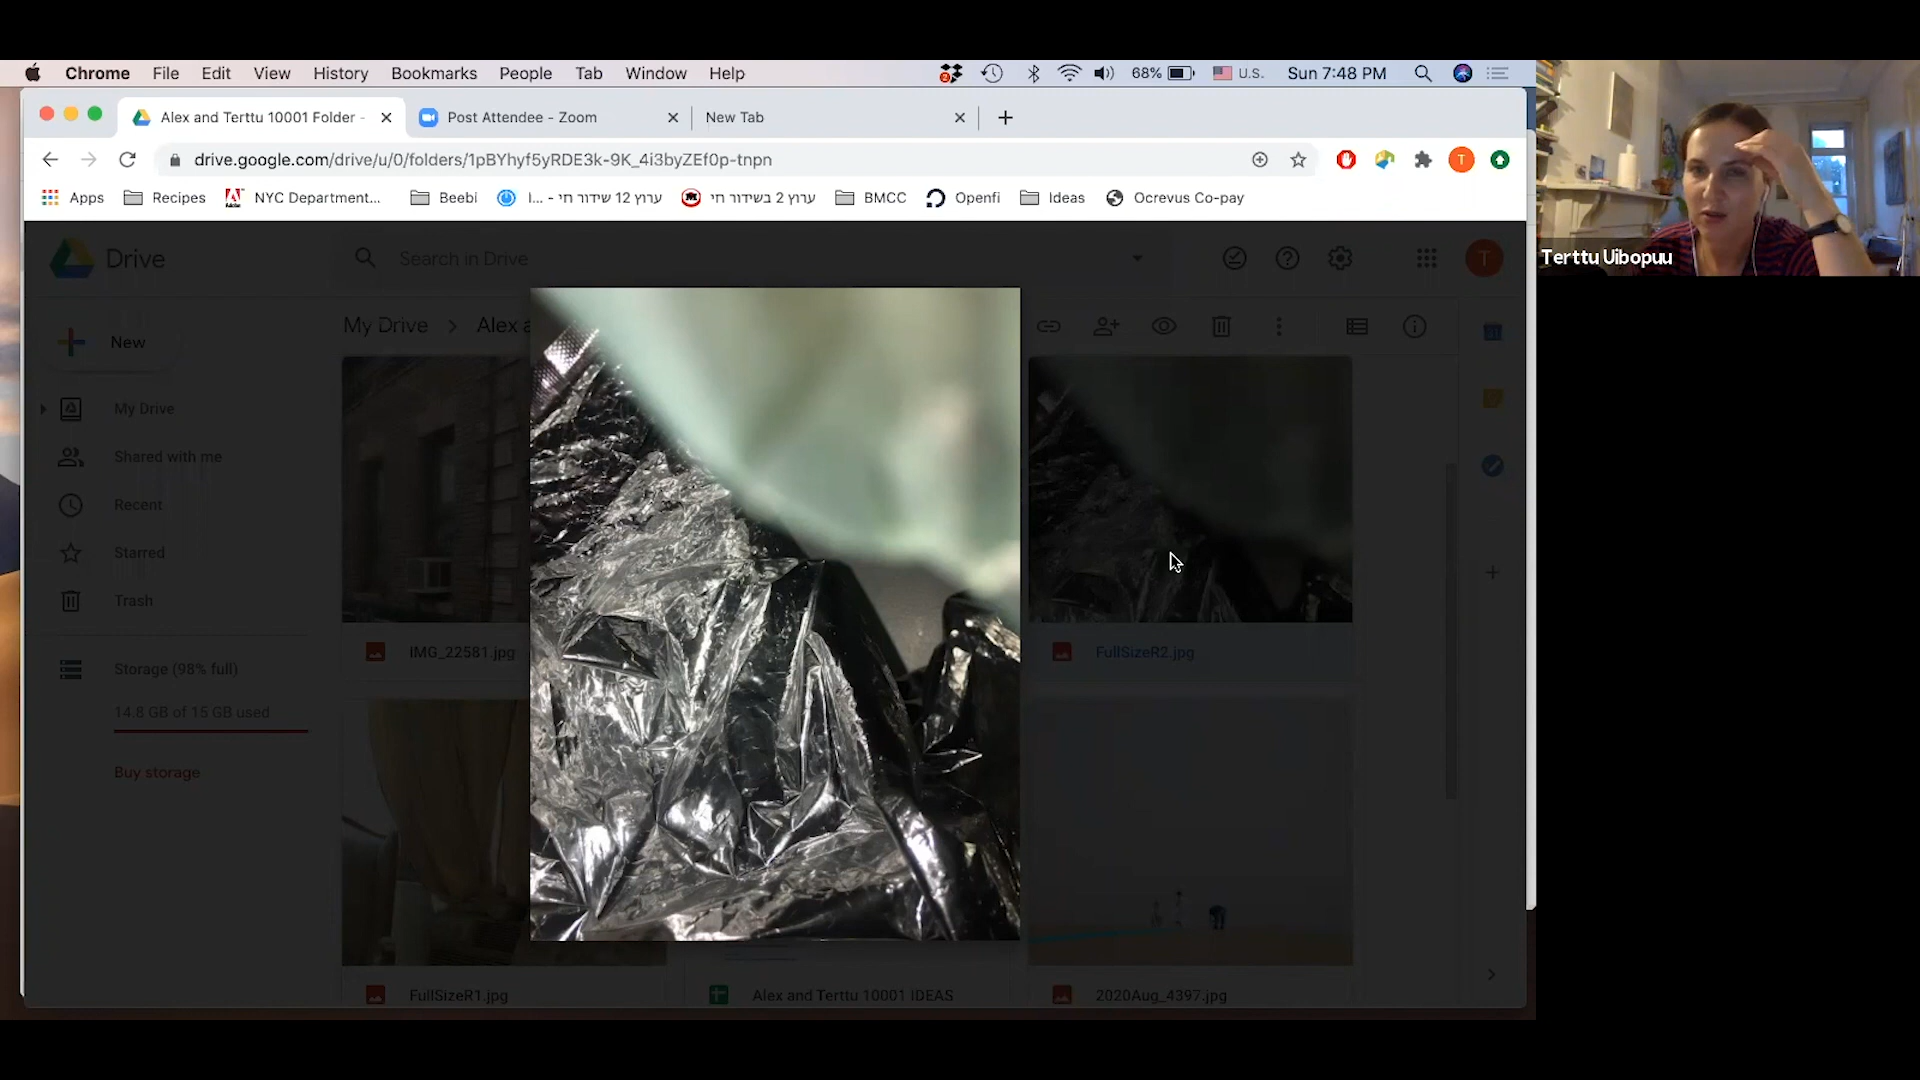 Chrome File Edit View History Bookmarks People Tab Window Help 68% U.S. Sun 7:48 PM
Alex and Terttu 10001 Folder - Post Attendee - Zoom New Tab
drive.google.com/drive/u/0/folders/1pBYhyf5yRDE3k-9K_4i3byZEf0p-tnpn T
Apps Recipes NYC Department... Beebi ערוץ 12 שידור חי - ...I ערוץ 2 בשידור חי BMCC Openfi Ideas Ocrevus Co-pay
Drive Search in Drive T
Terttu Uibopuu
My Drive > Alex a
New
My Drive
Shared with me
Recent
Starred
Trash
IMG_22581.jpg FullSizeR2.jpg
Storage (98% full)
14.8 GB of 15 GB used
Buy storage
FullSizeR1.jpg Alex and Terttu 10001 IDEAS 2020Aug_4397.jpg